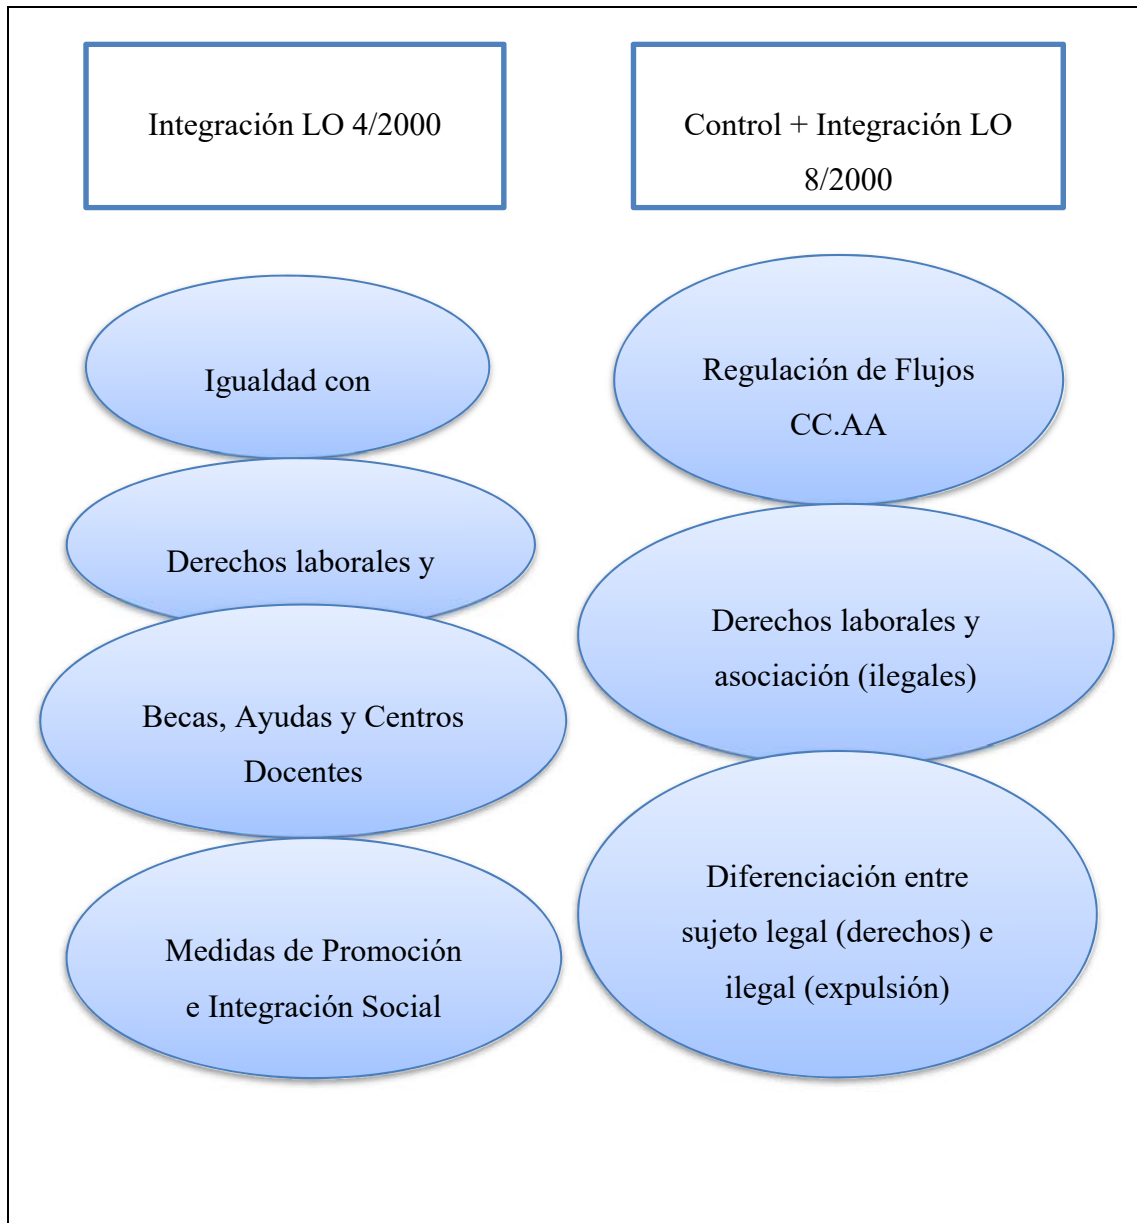 Integración LO 4/2000
Control + Integración LO
8/2000
Igualdad con
Derechos laborales y
Becas, Ayudas y Centros
Docentes
Medidas de Promoción
e Integración Social
Regulación de Flujos
CC.AA
Derechos laborales y
asociación (ilegales)
Diferenciación entre
sujeto legal (derechos) e
ilegal (expulsión)